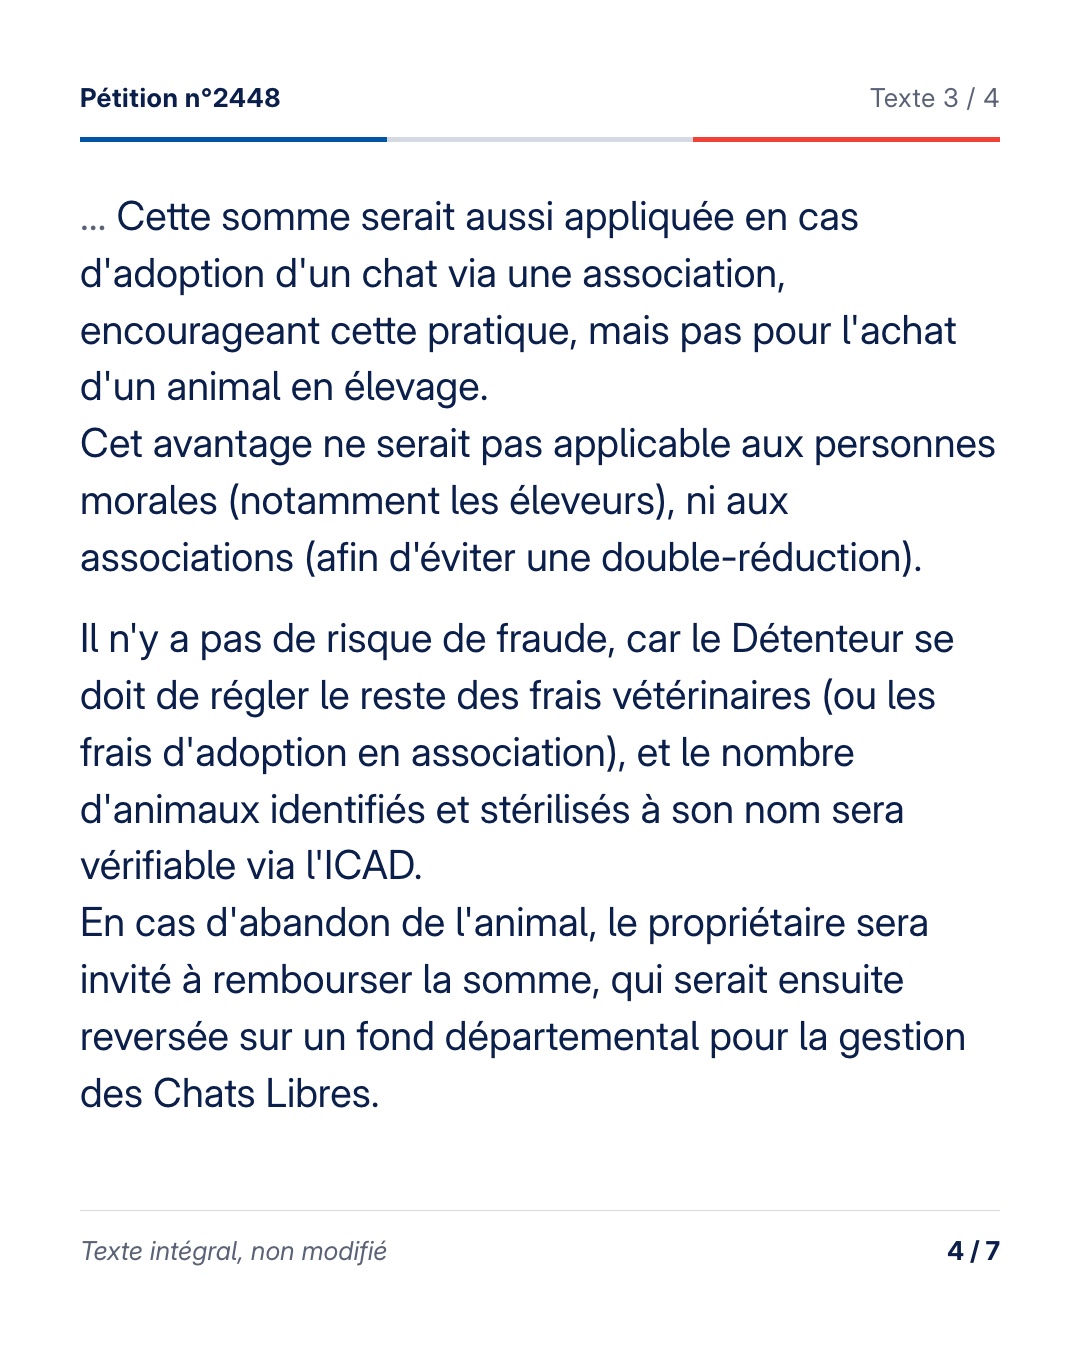 Pétition n°2448
Texte 3 / 4
... Cette somme serait aussi appliquée en cas
d'adoption d'un chat via une association,
encourageant cette pratique, mais pas pour l'achat
d'un animal en élevage.
Cet avantage ne serait pas applicable aux personnes
morales (notamment les éleveurs), ni aux
associations (afin d'éviter une double-réduction).
Il n'y a pas de risque de fraude, car le Détenteur se
doit de régler le reste des frais vétérinaires (ou les
frais d'adoption en association), et le nombre
d'animaux identifiés et stérilisés à son nom sera
vérifiable via l'ICAD.
En cas d'abandon de l'animal, le propriétaire sera
invité à rembourser la somme, qui serait ensuite
reversée sur un fond départemental pour la gestion
des Chats Libres.
Texte intégral, non modifié
4 / 7